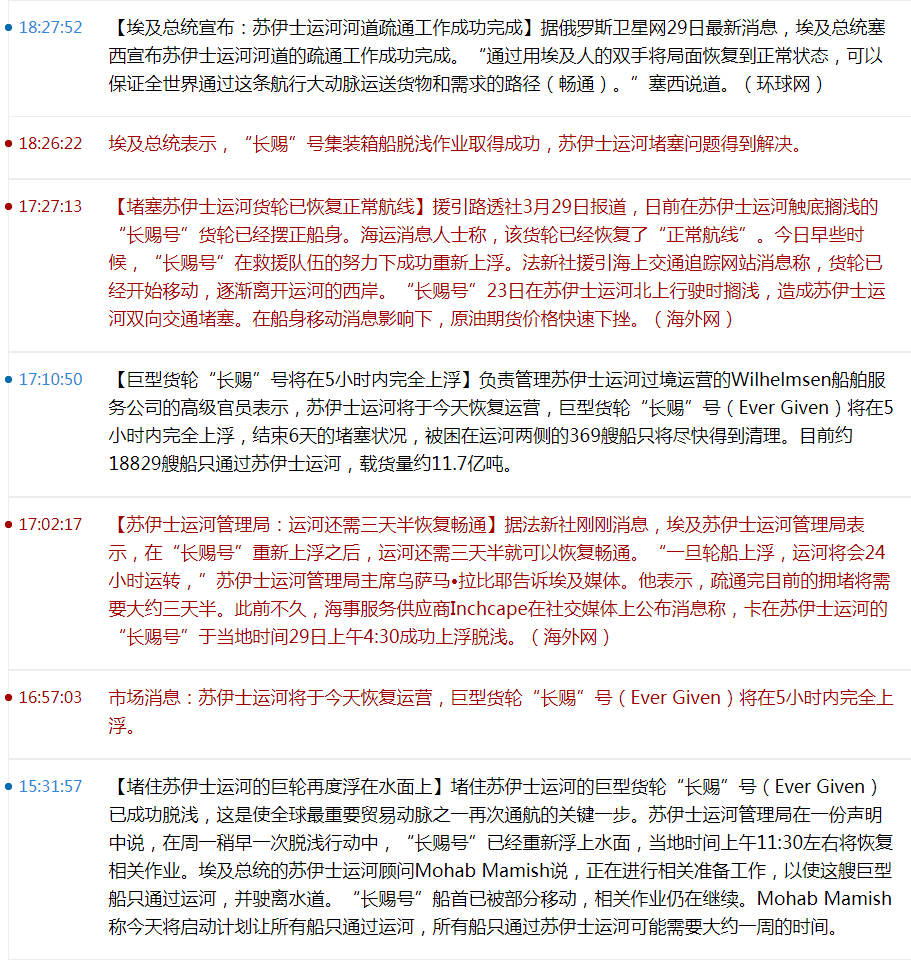 18:27:52 【埃及总统宣布：苏伊士运河河道疏通工作成功完成】据俄罗斯卫星网29日最新消息，埃及总统塞
西宣布苏伊士运河河道的疏通工作成功完成。“通过用埃及人的双手将局面恢复到正常状态，可以
保证全世界通过这条航行大动脉运送货物和需求的路径（畅通）。”塞西说道。（环球网）
18:26:22 埃及总统表示，“长赐”号集装箱船脱浅作业取得成功，苏伊士运河堵塞问题得到解决。
17:27:13 【堵塞苏伊士运河货轮已恢复正常航线】援引路透社3月29日报道，日前在苏伊士运河触底搁浅的
“长赐号”货轮已经摆正船身。海运消息人士称，该货轮已经恢复了“正常航线”。今日早些时
候，“长赐号”在救援队伍的努力下成功重新上浮。法新社援引海上交通追踪网站消息称，货轮已
经开始移动，逐渐离开运河的西岸。“长赐号”23日在苏伊士运河北上行驶时搁浅，造成苏伊士运
河双向交通堵塞。在船身移动消息影响下，原油期货价格快速下挫。（海外网）
17:10:50 【巨型货轮“长赐”号将在5小时内完全上浮】负责管理苏伊士运河过境运营的Wilhelmsen船舶服
务公司的高级官员表示，苏伊士运河将于今天恢复运营，巨型货轮“长赐”号（Ever Given）将在5
小时内完全上浮，结束6天的堵塞状况，被困在运河两侧的369艘船只将尽快得到清理。目前约
18829艘船只通过苏伊士运河，载货量约11.7亿吨。
17:02:17 【苏伊士运河管理局：运河还需三天半恢复畅通】据法新社刚刚消息，埃及苏伊士运河管理局表
示，在“长赐号”重新上浮之后，运河还需三天半就可以恢复畅通。“一旦轮船上浮，运河将会24
小时运转，”苏伊士运河管理局主席乌萨马•拉比耶告诉埃及媒体。他表示，疏通完目前的拥堵将需
要大约三天半。此前不久，海事服务供应商Inchcape在社交媒体上公布消息称，卡在苏伊士运河的
“长赐号”于当地时间29日上午4:30成功上浮脱浅。（海外网）
16:57:03 市场消息：苏伊士运河将于今天恢复运营，巨型货轮“长赐”号（Ever Given）将在5小时内完全上
浮。
15:31:57 【堵住苏伊士运河的巨轮再度浮在水面上】堵住苏伊士运河的巨型货轮“长赐”号（Ever Given）
已成功脱浅，这是使全球最重要贸易动脉之一再次通航的关键一步。苏伊士运河管理局在一份声明
中说，在周一稍早一次脱浅行动中，“长赐号”已经重新浮上水面，当地时间上午11:30左右将恢复
相关作业。埃及总统的苏伊士运河顾问Mohab Mamish说，正在进行相关准备工作，以使这艘巨型
船只通过运河，并驶离水道。“长赐号”船首已被部分移动，相关作业仍在继续。Mohab Mamish
称今天将启动计划让所有船只通过运河，所有船只通过苏伊士运河可能需要大约一周的时间。